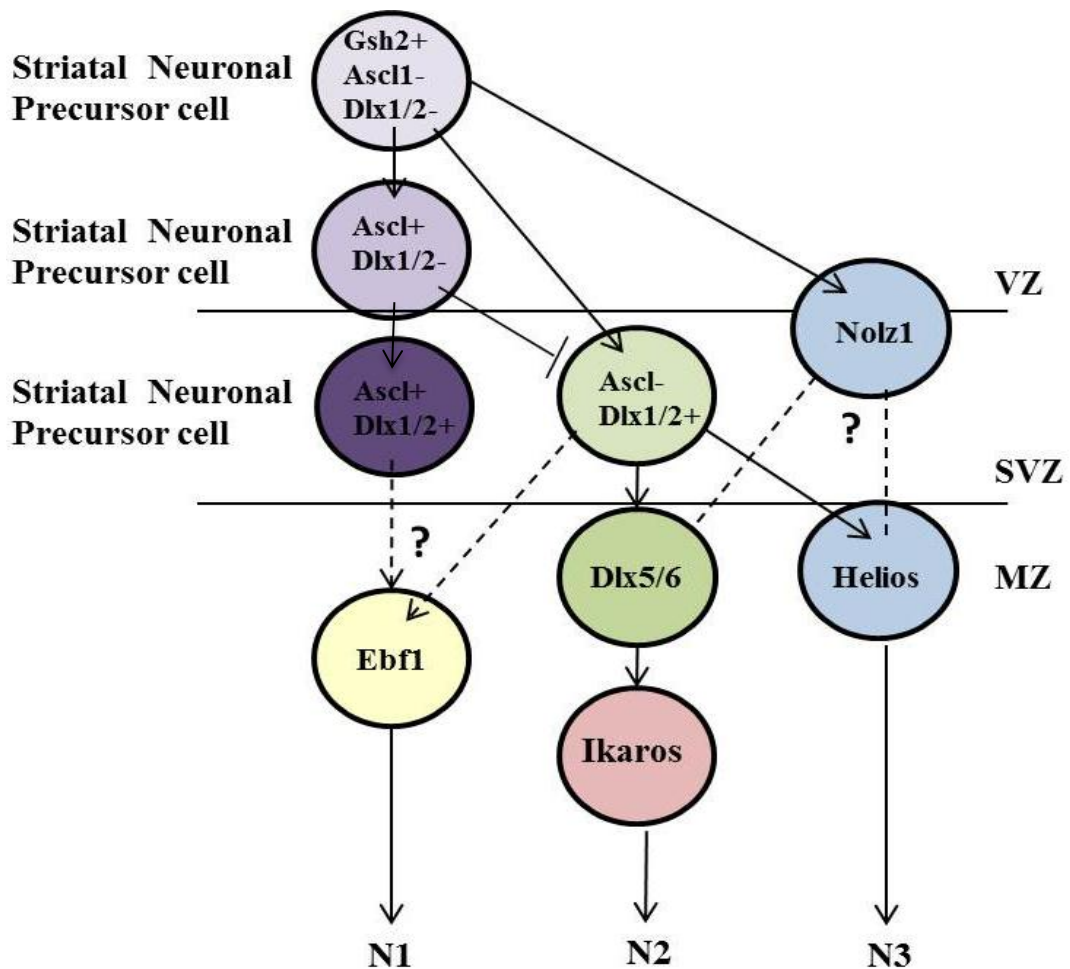 Striatal Neuronal
Precursor cell
Gsh2+
Ascl1-
Dlx1/2-
Striatal Neuronal
Precursor cell
Ascl+
Dlx1/2-
VZ
Nolz1
Striatal Neuronal
Precursor cell
Ascl+
Dlx1/2+
Ascl-
Dlx1/2+
?
SVZ
?
Dlx5/6
Helios
MZ
Ebf1
Ikaros
N1
N2
N3